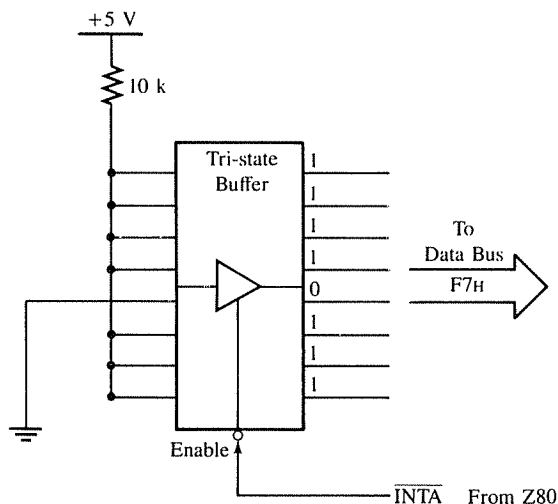 +5 V
10 k
Tri-state
Buffer
1
1
1
1
0
1
1
1
To
Data Bus
F7H
Enable
INTA From Z80